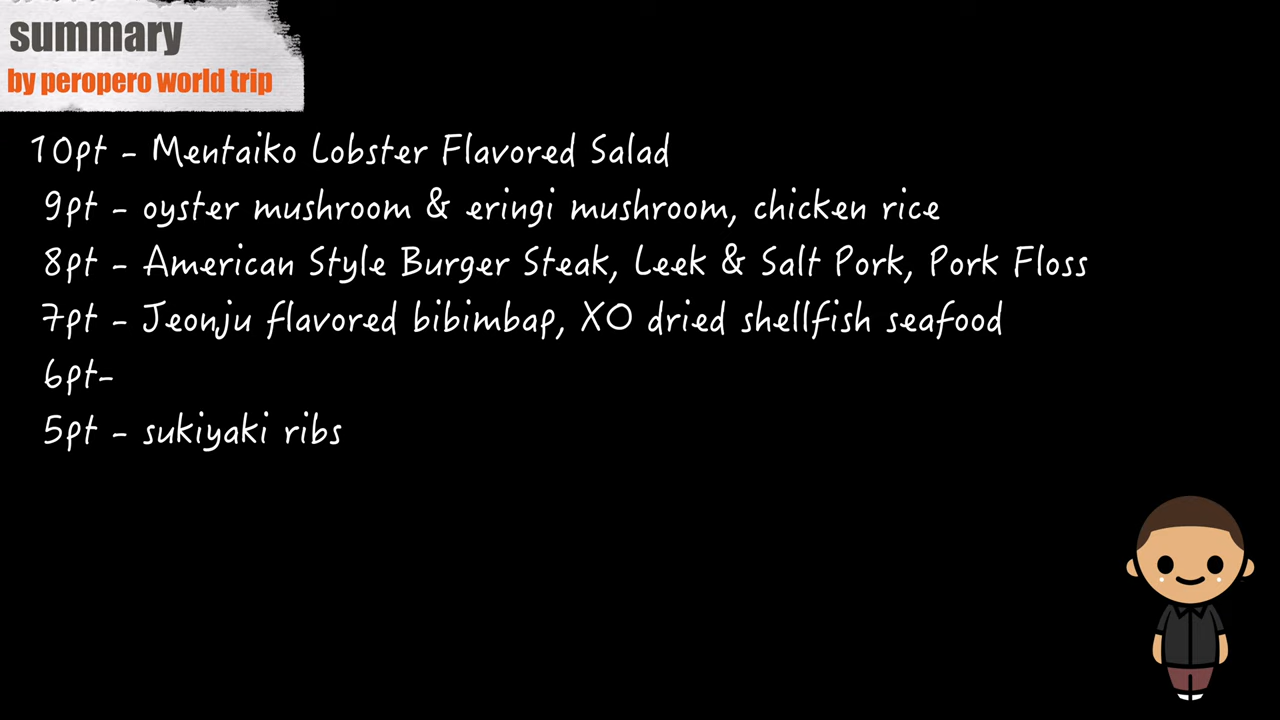 summary
by peropero world trip
10pt - Mentaiko Lobster Flavored Salad
9pt - oyster mushroom & eringi mushroom, chicken rice
8pt - American Style Burger Steak, Leek & Salt Pork, Pork Floss
7pt - Jeonju flavored bibimbap, XO dried shellfish seafood
6pt-
5pt - sukiyaki ribs